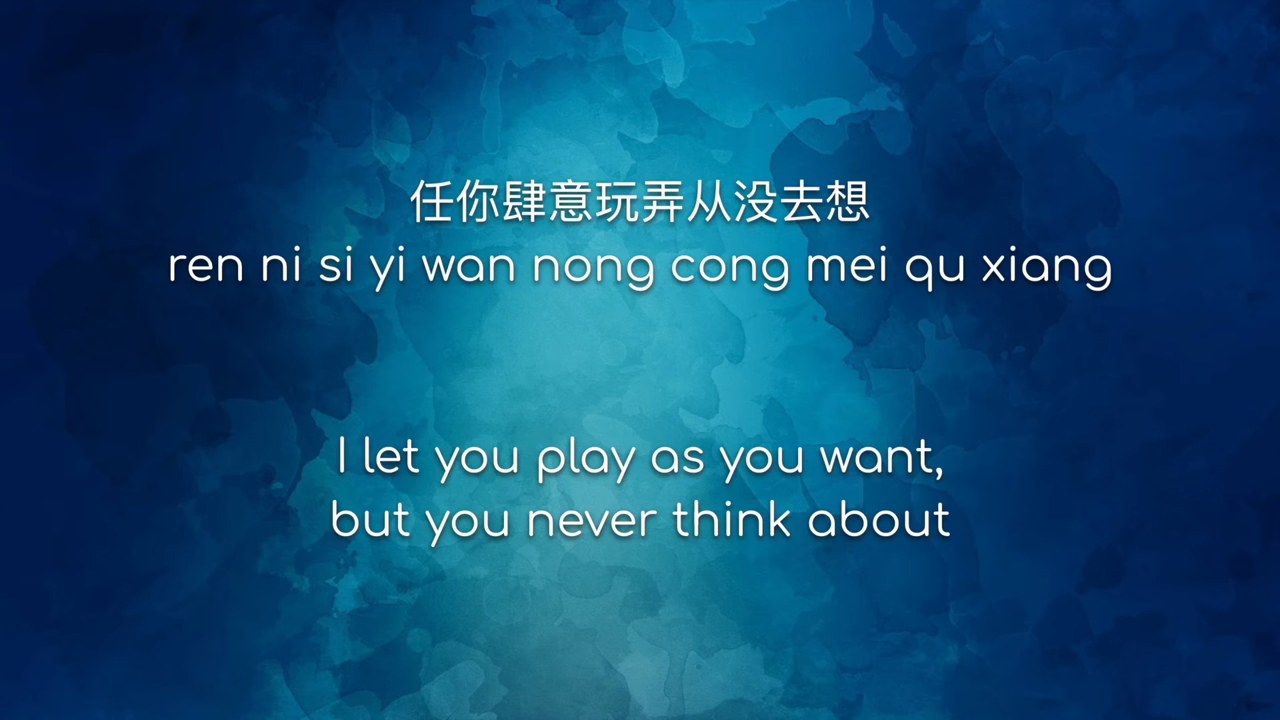 任你肆意玩弄从没去想
ren ni si yi wan nong cong mei qu xiang
I let you play as you want,
but you never think about